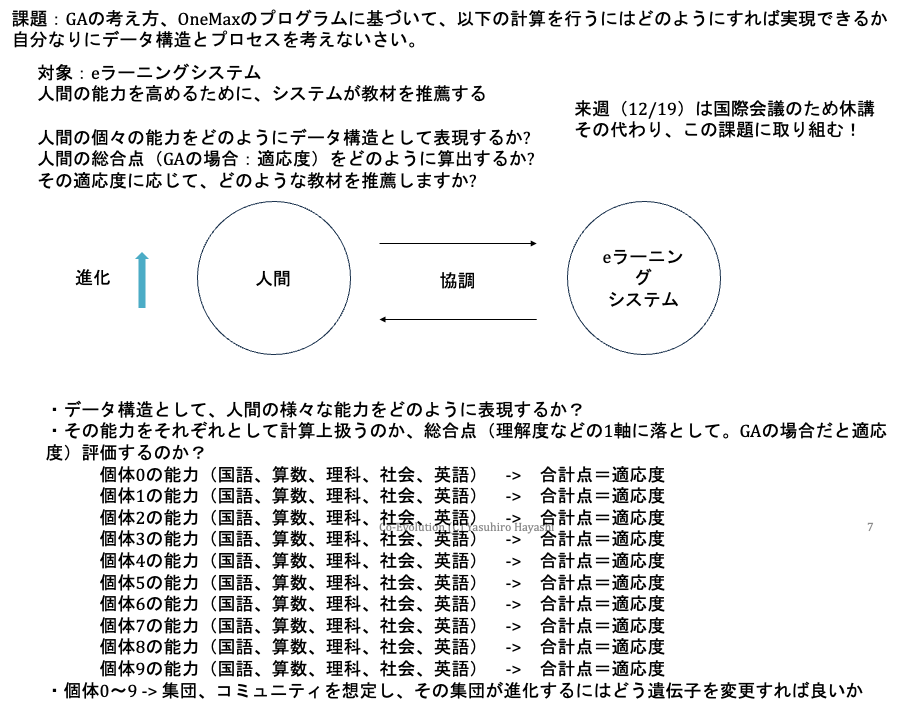 課題：GAの考え方、OneMaxのプログラムに基づいて、以下の計算を行うにはどのようにすれば実現できるか
自分なりにデータ構造とプロセスを考えないさい。
対象：eラーニングシステム
人間の能力を高めるために、システムが教材を推薦する
来週（12/19）は国際会議のため休講
その代わり、この課題に取り組む！
人間の個々の能力をどのようにデータ構造として表現するか?
人間の総合点（GAの場合：適応度）をどのように算出するか?
その適応度に応じて、どのような教材を推薦しますか?
進化
人間
協調
eラーニン
グ
システム
・データ構造として、人間の様々な能力をどのように表現するか？
・その能力をそれぞれとして計算上扱うのか、総合点（理解度などの1軸に落として。GAの場合だと適応
度）評価するのか？
個体0の能力（国語、算数、理科、社会、英語） -> 合計点＝適応度
個体1の能力（国語、算数、理科、社会、英語） -> 合計点＝適応度
個体2の能力（国語、算数、理科、社会、英語） -> 合計点＝適応度
Co-Evolution (C) Yasuhiro Hayashi
7
個体3の能力（国語、算数、理科、社会、英語） -> 合計点＝適応度
個体4の能力（国語、算数、理科、社会、英語） -> 合計点＝適応度
個体5の能力（国語、算数、理科、社会、英語） -> 合計点＝適応度
個体6の能力（国語、算数、理科、社会、英語） -> 合計点＝適応度
個体7の能力（国語、算数、理科、社会、英語） -> 合計点＝適応度
個体8の能力（国語、算数、理科、社会、英語） -> 合計点＝適応度
個体9の能力（国語、算数、理科、社会、英語） -> 合計点＝適応度
・個体0〜9 -> 集団、コミュニティを想定し、その集団が進化するにはどう遺伝子を変更すれば良いか